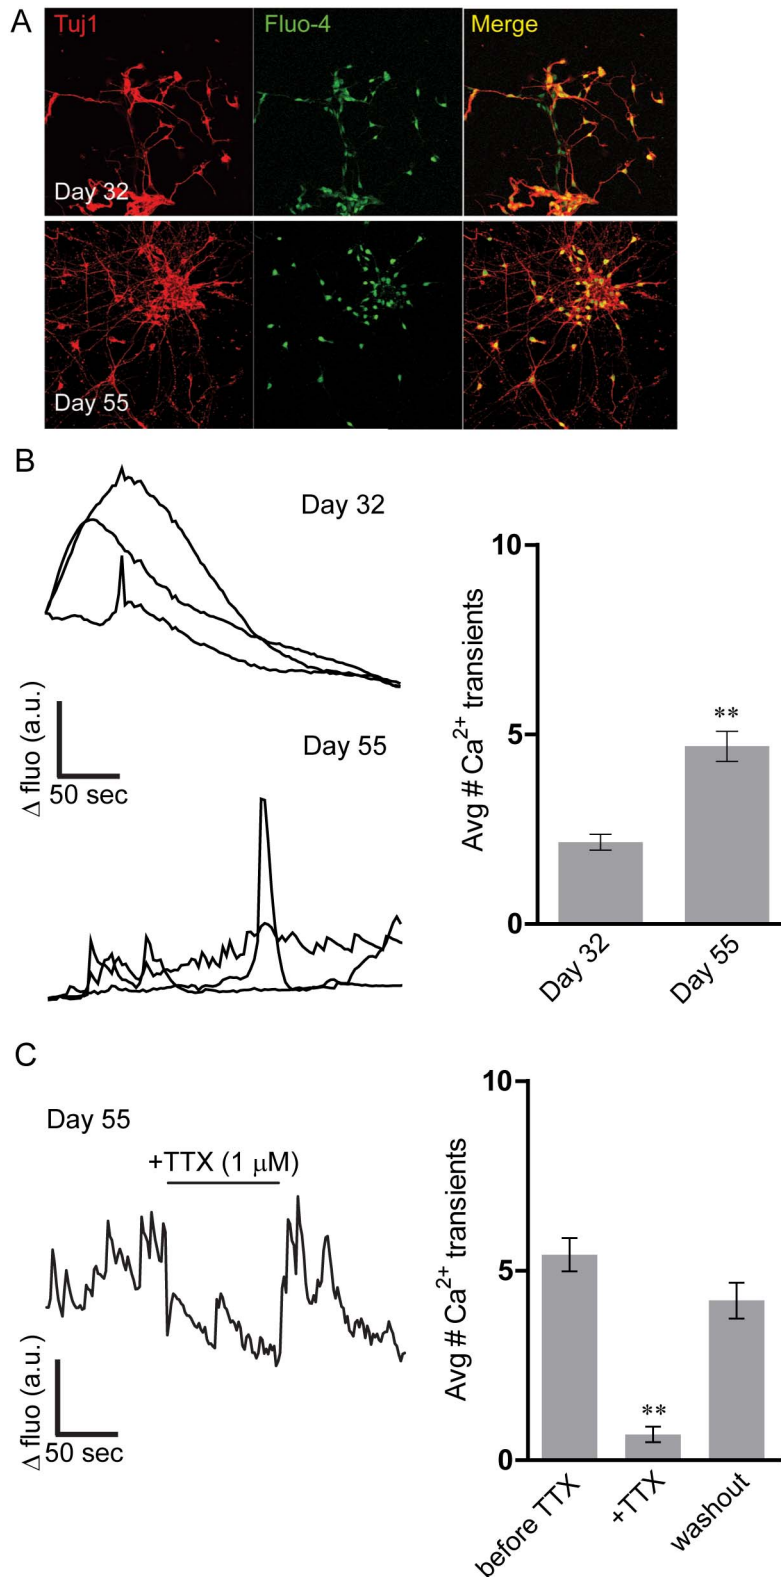 A
Tuj1
Fluo-4
Merge
Day 32
Day 55
B
Day 32
Δ fluo (a.u.)
50 sec
Day 55
10
5
0
Avg # Ca²⁺ transients
**
Day 32
Day 55
C
Day 55
+TTX (1 μM)
Δ fluo (a.u.)
50 sec
10
5
0
Avg # Ca²⁺ transients
**
before TTX
+TTX
washout